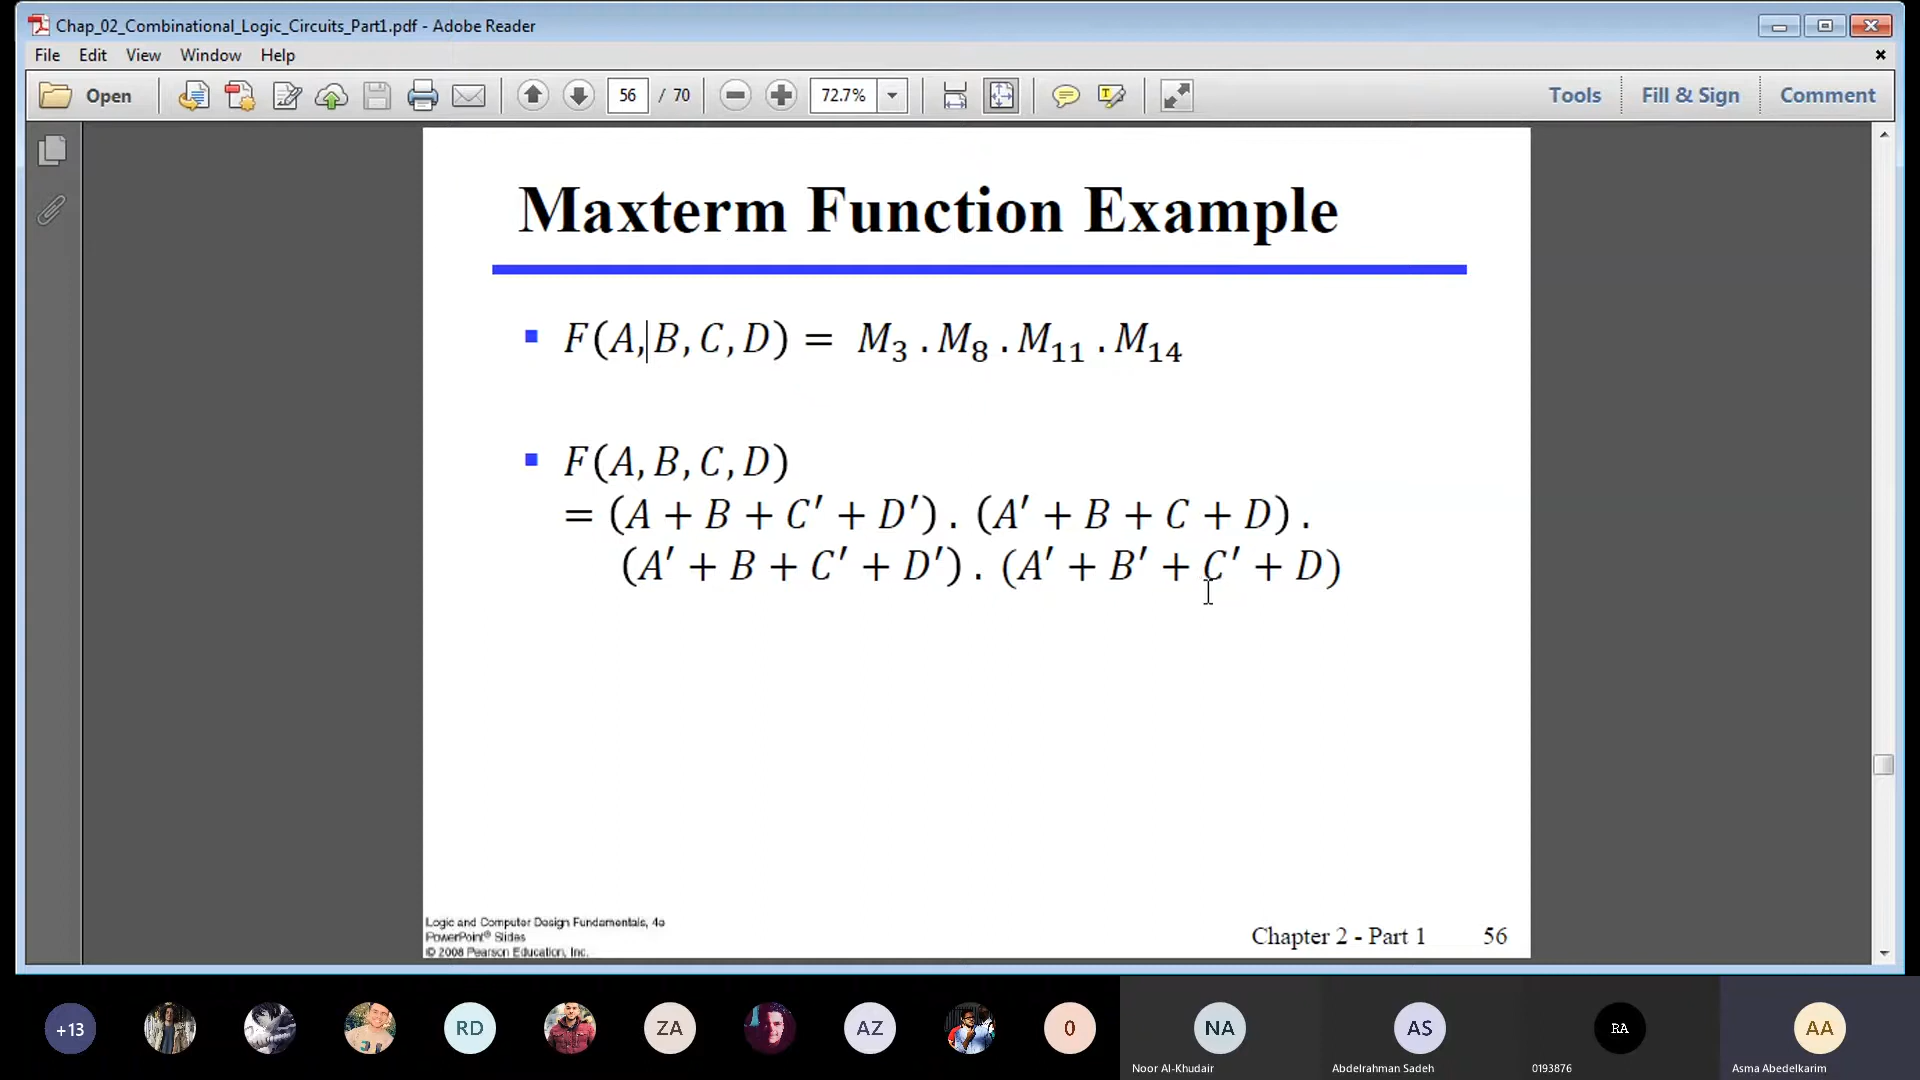 Chap_02_Combinational_Logic_Circuits_Part1.pdf - Adobe Reader
File Edit View Window Help
Open 56 / 70 72.7% Tools Fill & Sign Comment
Maxterm Function Example
F(A, B, C, D) = M₃ . M₈ . M₁₁ . M₁₄
F(A, B, C, D)
= (A + B + C′ + D′) . (A′ + B + C + D) .
(A′ + B + C′ + D′) . (A′ + B′ + C′ + D)
Logic and Computer Design Fundamentals, 4e
PowerPoint® Slides
© 2008 Pearson Education, Inc.
Chapter 2 - Part 1 56
+13 RD ZA AZ 0 NA AS RA AA
Noor Al-Khudair Abdelrahman Sadeh 0193876 Asma Abedelkarim